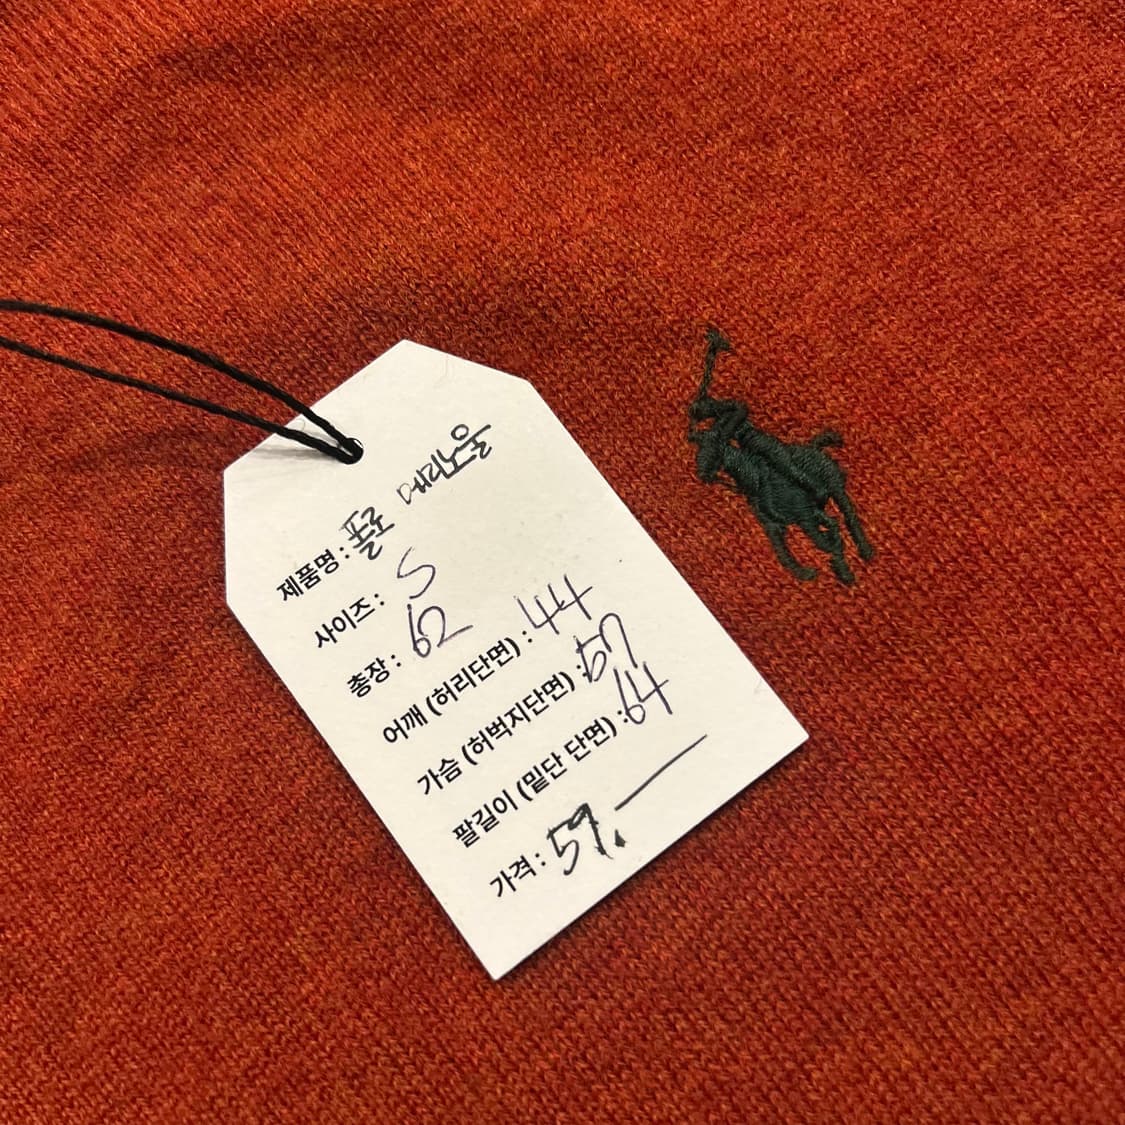 제품명 : 폴로 메리노울
사이즈 : S
총장 : 62
어깨 (허리단면) : 44
가슴 (허벅지단면) : 57
팔길이 (밑단 단면) : 64
가격 : 59.—